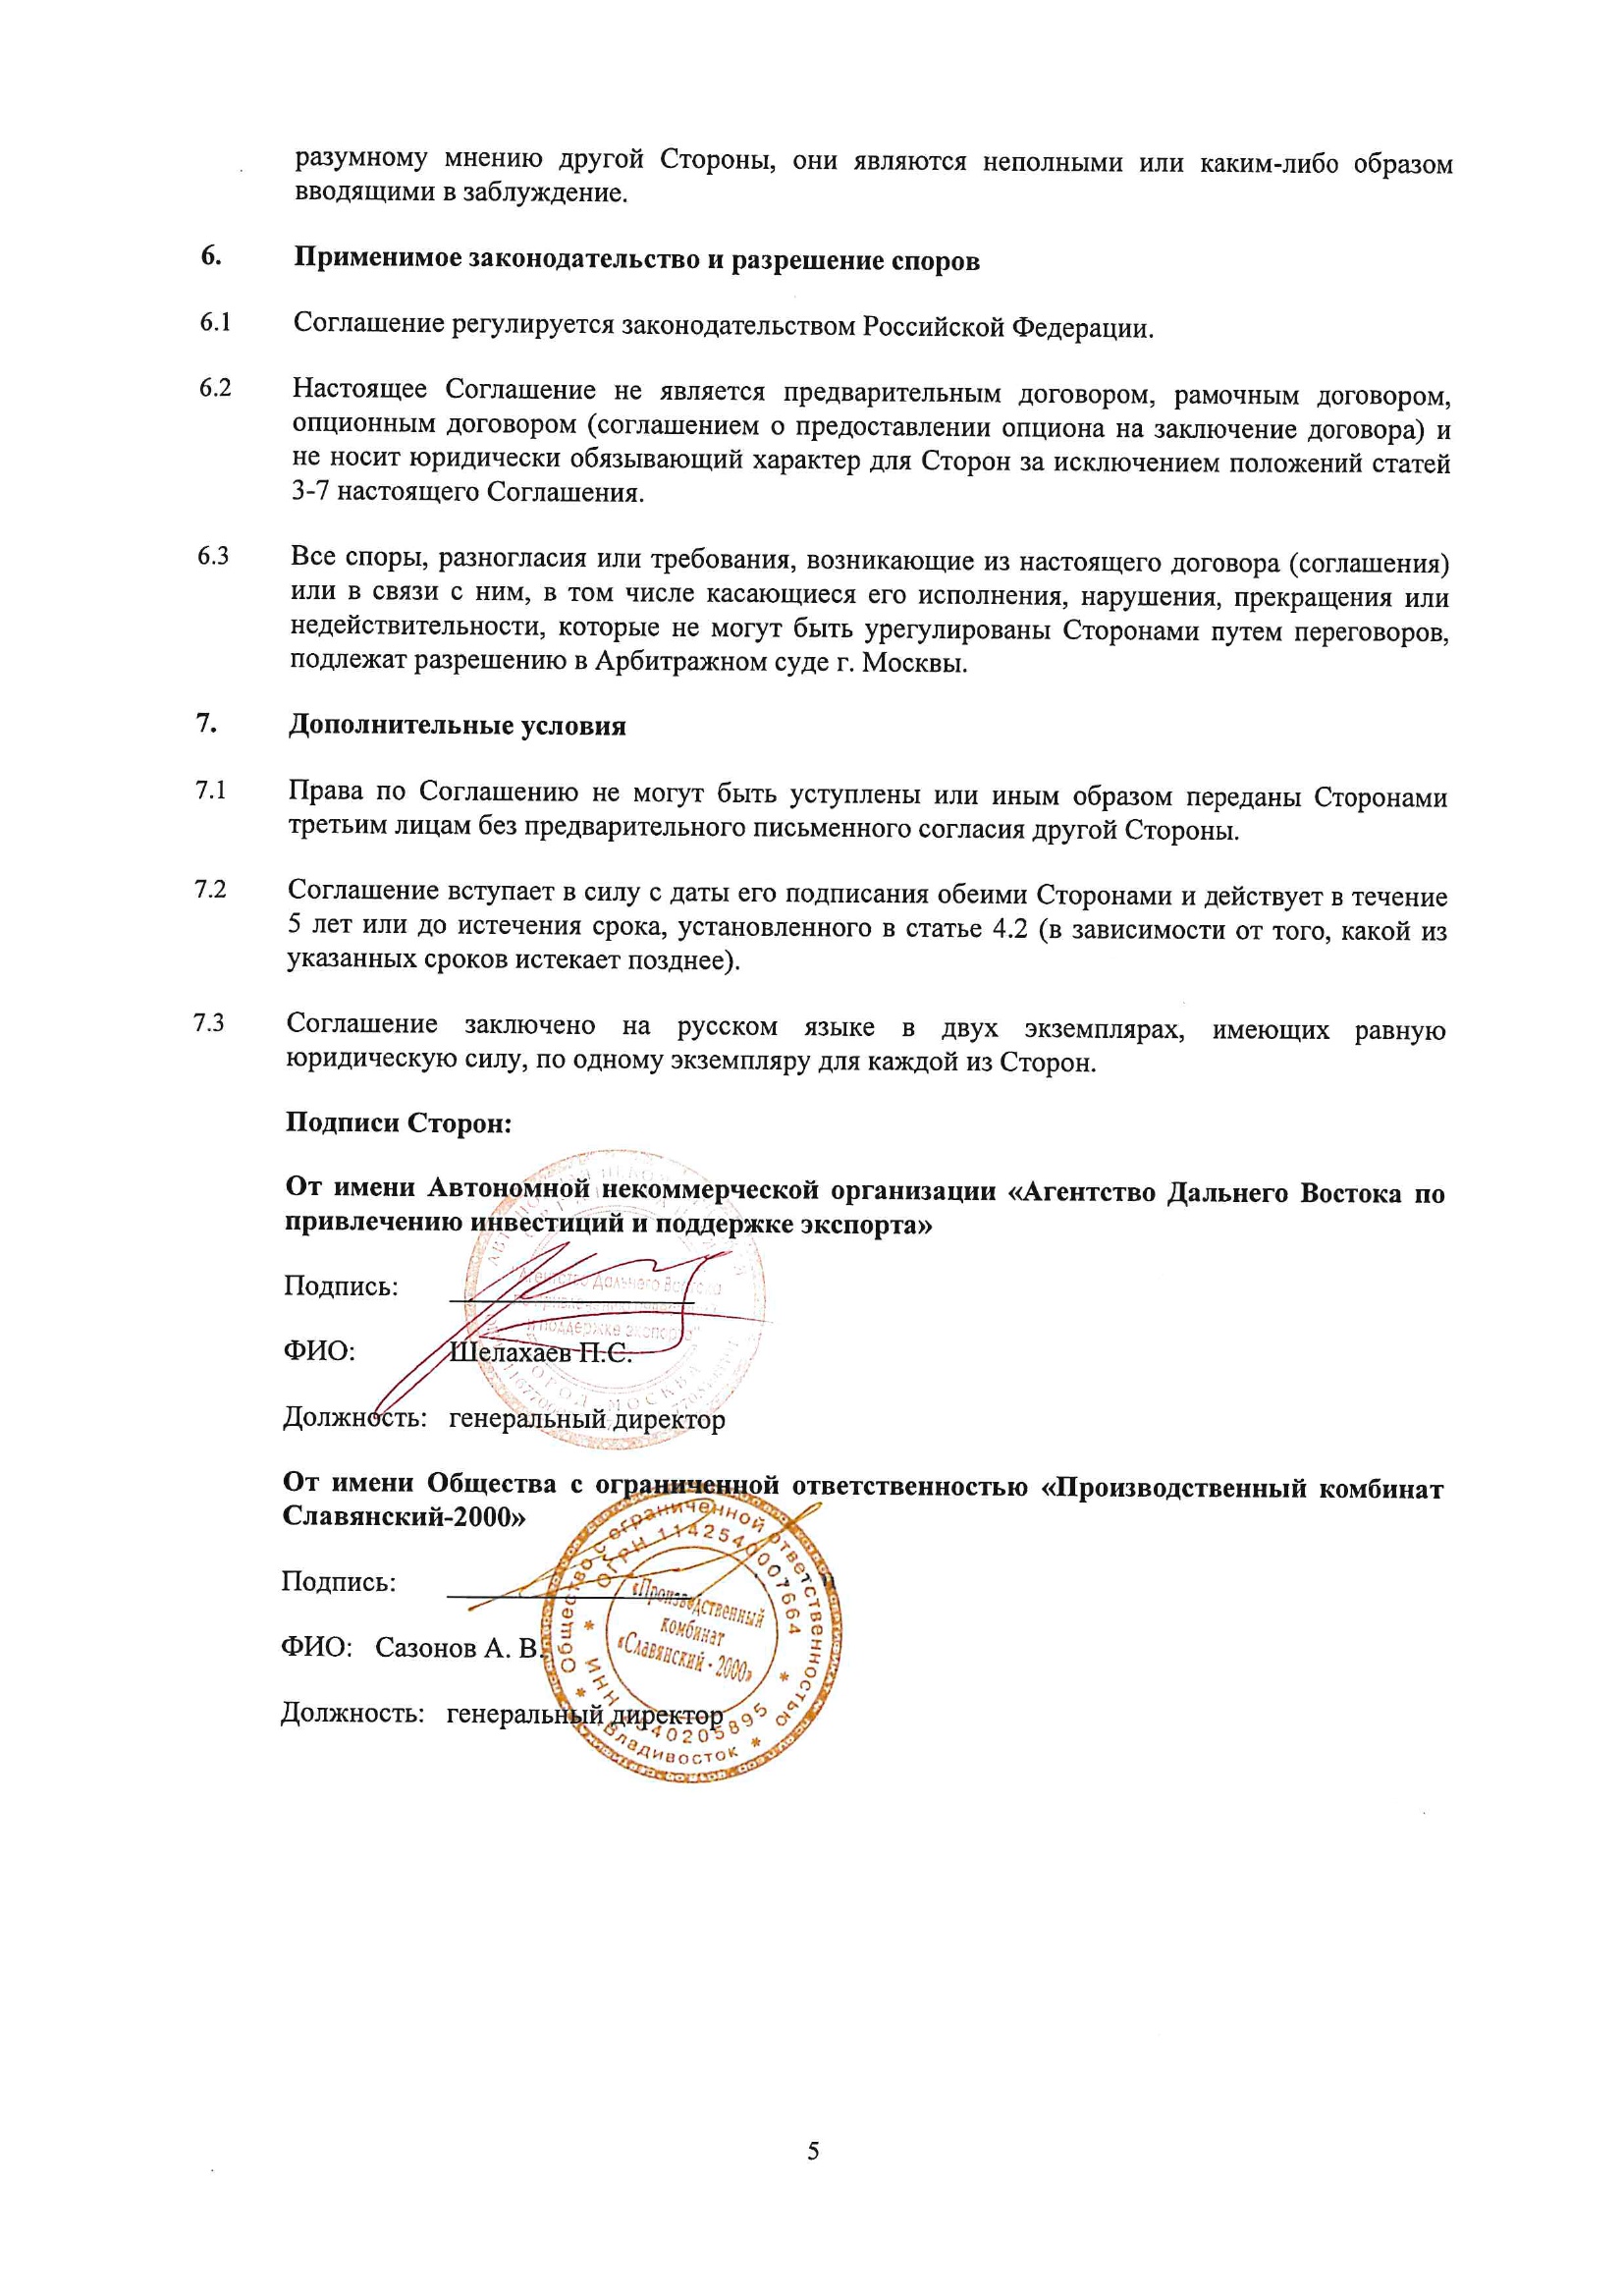 разумному мнению другой Стороны, они являются неполными или каким-либо образом
вводящими в заблуждение.
6. Применимое законодательство и разрешение споров
6.1 Соглашение регулируется законодательством Российской Федерации.
6.2 Настоящее Соглашение не является предварительным договором, рамочным договором,
опционным договором (соглашением о предоставлении опциона на заключение договора) и
не носит юридически обязывающий характер для Сторон за исключением положений статей
3-7 настоящего Соглашения.
6.3 Все споры, разногласия или требования, возникающие из настоящего договора (соглашения)
или в связи с ним, в том числе касающиеся его исполнения, нарушения, прекращения или
недействительности, которые не могут быть урегулированы Сторонами путем переговоров,
подлежат разрешению в Арбитражном суде г. Москвы.
7. Дополнительные условия
7.1 Права по Соглашению не могут быть уступлены или иным образом переданы Сторонами
третьим лицам без предварительного письменного согласия другой Стороны.
7.2 Соглашение вступает в силу с даты его подписания обеими Сторонами и действует в течение
5 лет или до истечения срока, установленного в статье 4.2 (в зависимости от того, какой из
указанных сроков истекает позднее).
7.3 Соглашение заключено на русском языке в двух экземплярах, имеющих равную
юридическую силу, по одному экземпляру для каждой из Сторон.
Подписи Сторон:
От имени Автономной некоммерческой организации «Агентство Дальнего Востока по
привлечению инвестиций и поддержке экспорта»
Подпись:
"Агентство Дальнего Востока
и поддержке экспорта"
ГОРОД МОСКВА
ФИО: Шелахаев П.С.
Должность: генеральный директор
От имени Общества с ограниченной ответственностью «Производственный комбинат
Славянский-2000»
Подпись:
Общество с ограниченной ответственностью
ОГРН 1142540007664
«Производственный
комбинат
«Славянский - 2000»
ИНН 2540205895
г.Владивосток
ФИО: Сазонов А. В.
Должность: генеральный директор
5